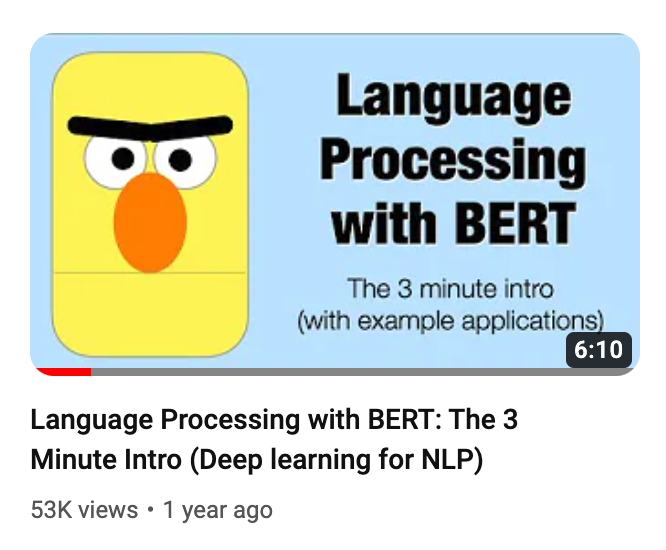 Language
Processing
with BERT
The 3 minute intro
(with example applications)
6:10
Language Processing with BERT: The 3
Minute Intro (Deep learning for NLP)
53K views • 1 year ago